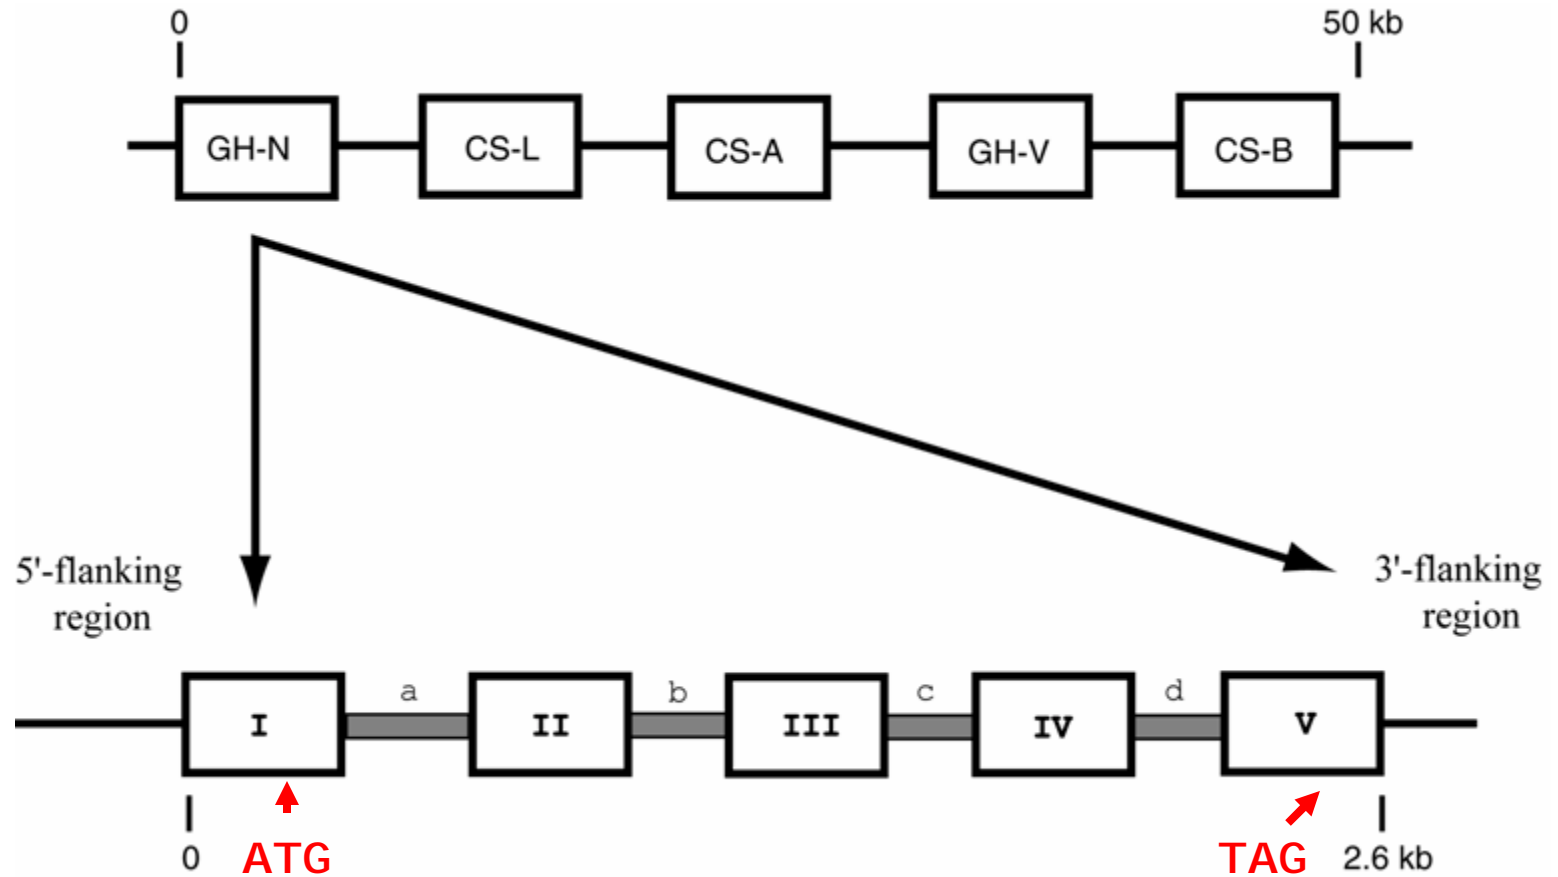 0
50 kb
GH-N
CS-L
CS-A
GH-V
CS-B
5'-flanking
region
3'-flanking
region
a
b
c
d
I
II
III
IV
V
0
ATG
TAG
2.6 kb